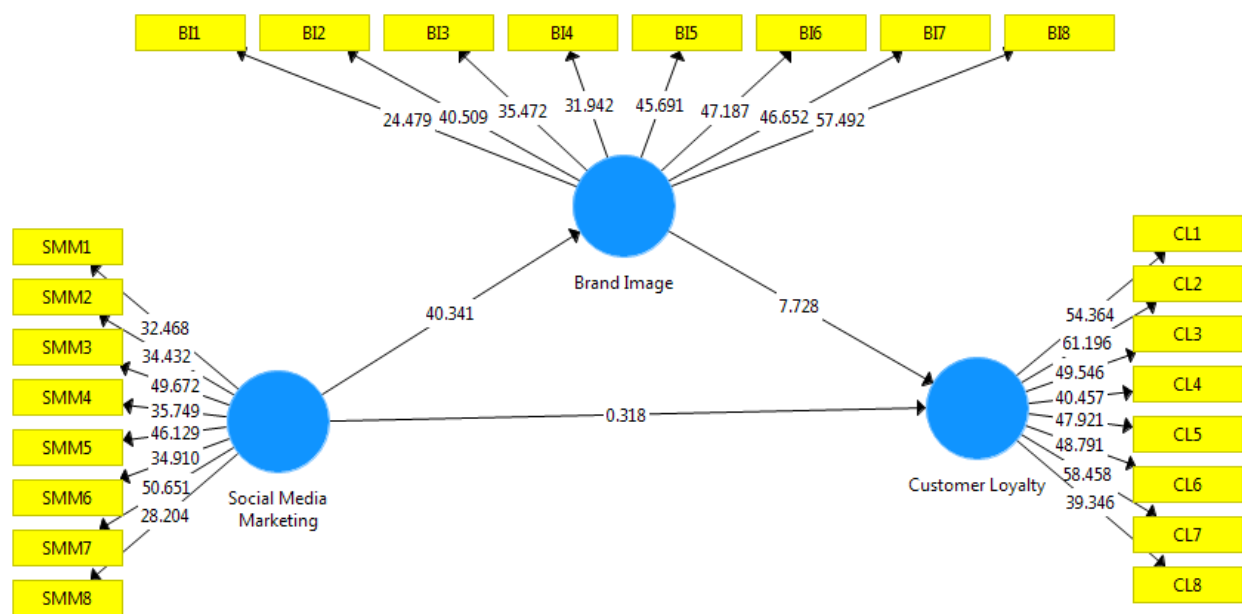 BI1 BI2 BI3 BI4 BI5 BI6 BI7 BI8
24.479 40.509 35.472 31.942 45.691 47.187 46.652 57.492
Brand Image
SMM1
SMM2
SMM3
SMM4
SMM5
SMM6
SMM7
SMM8
32.468
34.432
49.672
35.749
46.129
34.910
50.651
28.204
Social Media
Marketing
40.341
7.728
0.318
CL1
CL2
CL3
CL4
CL5
CL6
CL7
CL8
54.364
61.196
49.546
40.457
47.921
48.791
58.458
39.346
Customer Loyalty